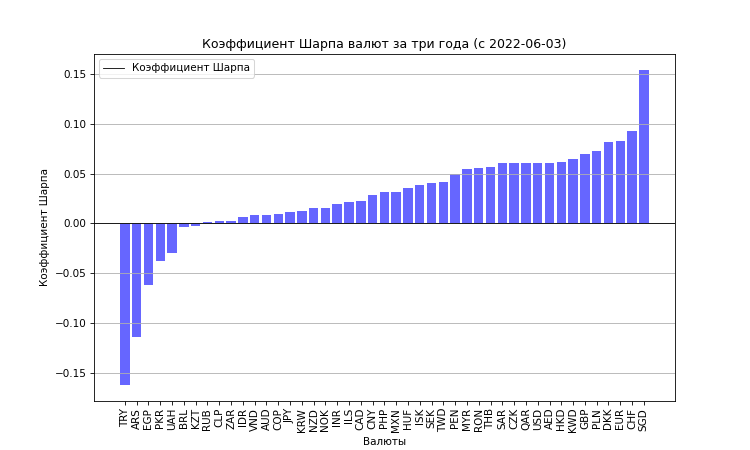 Коэффициент Шарпа валют за три года (с 2022-06-03)
Коэффициент Шарпа
0.15
0.10
0.05
0.00
−0.05
−0.10
−0.15
Коэффициент Шарпа
TRY ARS EGP PKR UAH BRL KZT RUB CLP ZAR IDR VND AUD COP JPY KRW NZD NOK INR ILS CAD CNY PHP MXN HUF ISK SEK TWD PEN MYR RON THB SAR CZK QAR USD AED HKD KWD GBP PLN DKK EUR CHF SGD
Валюты